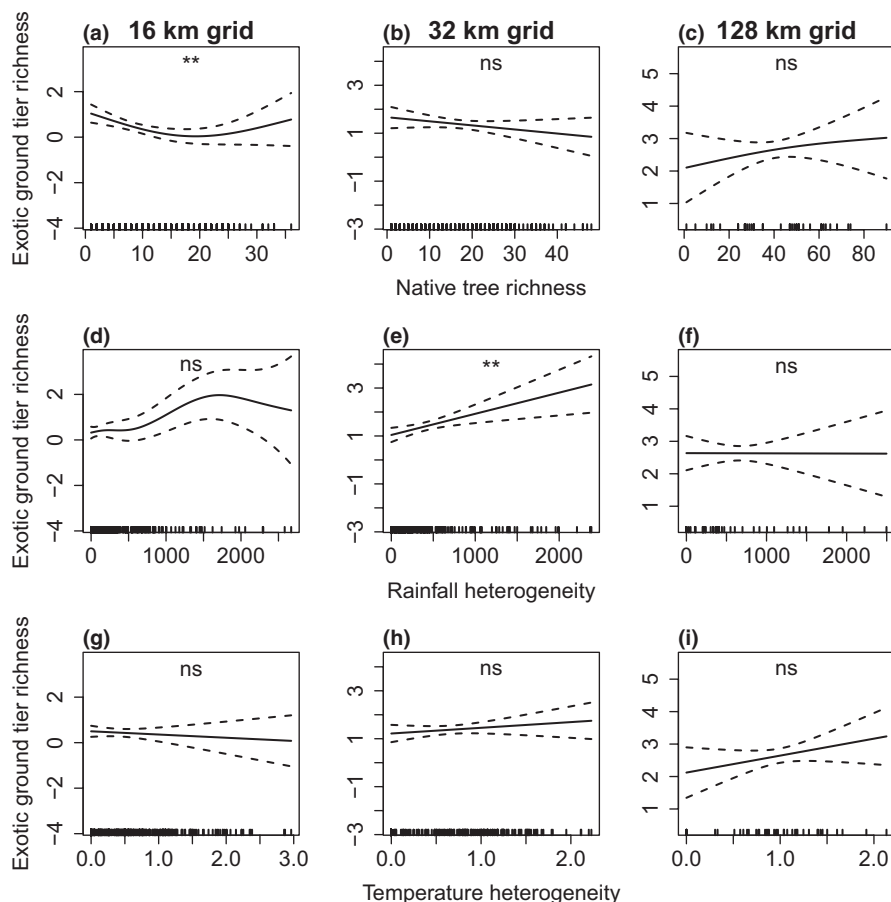 (a) 16 km grid (b) 32 km grid (c) 128 km grid
** ns ns
Exotic ground tier richness
2
0
−2
−4
0 10 20 30
3
1
−1
−3
0 10 20 30 40
5
4
3
2
1
0 20 40 60 80
Native tree richness
(d) (e) (f)
ns ** ns
Exotic ground tier richness
2
0
−2
−4
0 1000 2000
3
1
−1
−3
0 500 1000 2000
5
4
3
2
1
0 1000 2000
Rainfall heterogeneity
(g) (h) (i)
ns ns ns
Exotic ground tier richness
2
0
−2
−4
0.0 1.0 2.0 3.0
3
1
−1
−3
0.0 1.0 2.0
5
4
3
2
1
0.0 1.0 2.0
Temperature heterogeneity